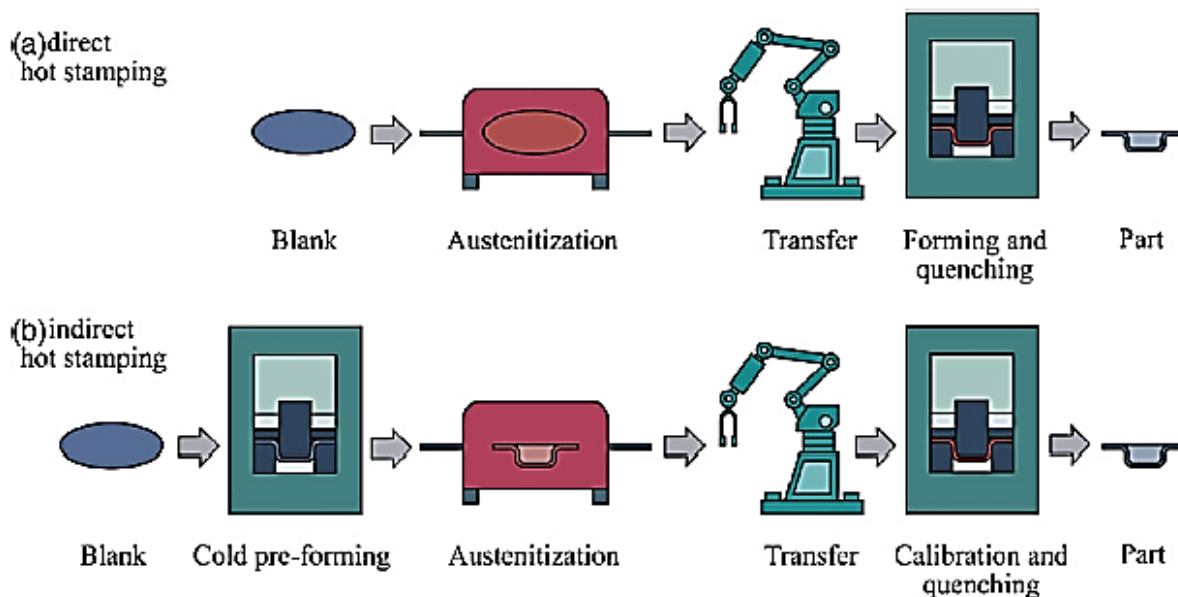 (a)direct
hot stamping
Blank
Austenitization
Transfer
Forming and
quenching
Part
(b)indirect
hot stamping
Blank
Cold pre-forming
Austenitization
Transfer
Calibration and
quenching
Part